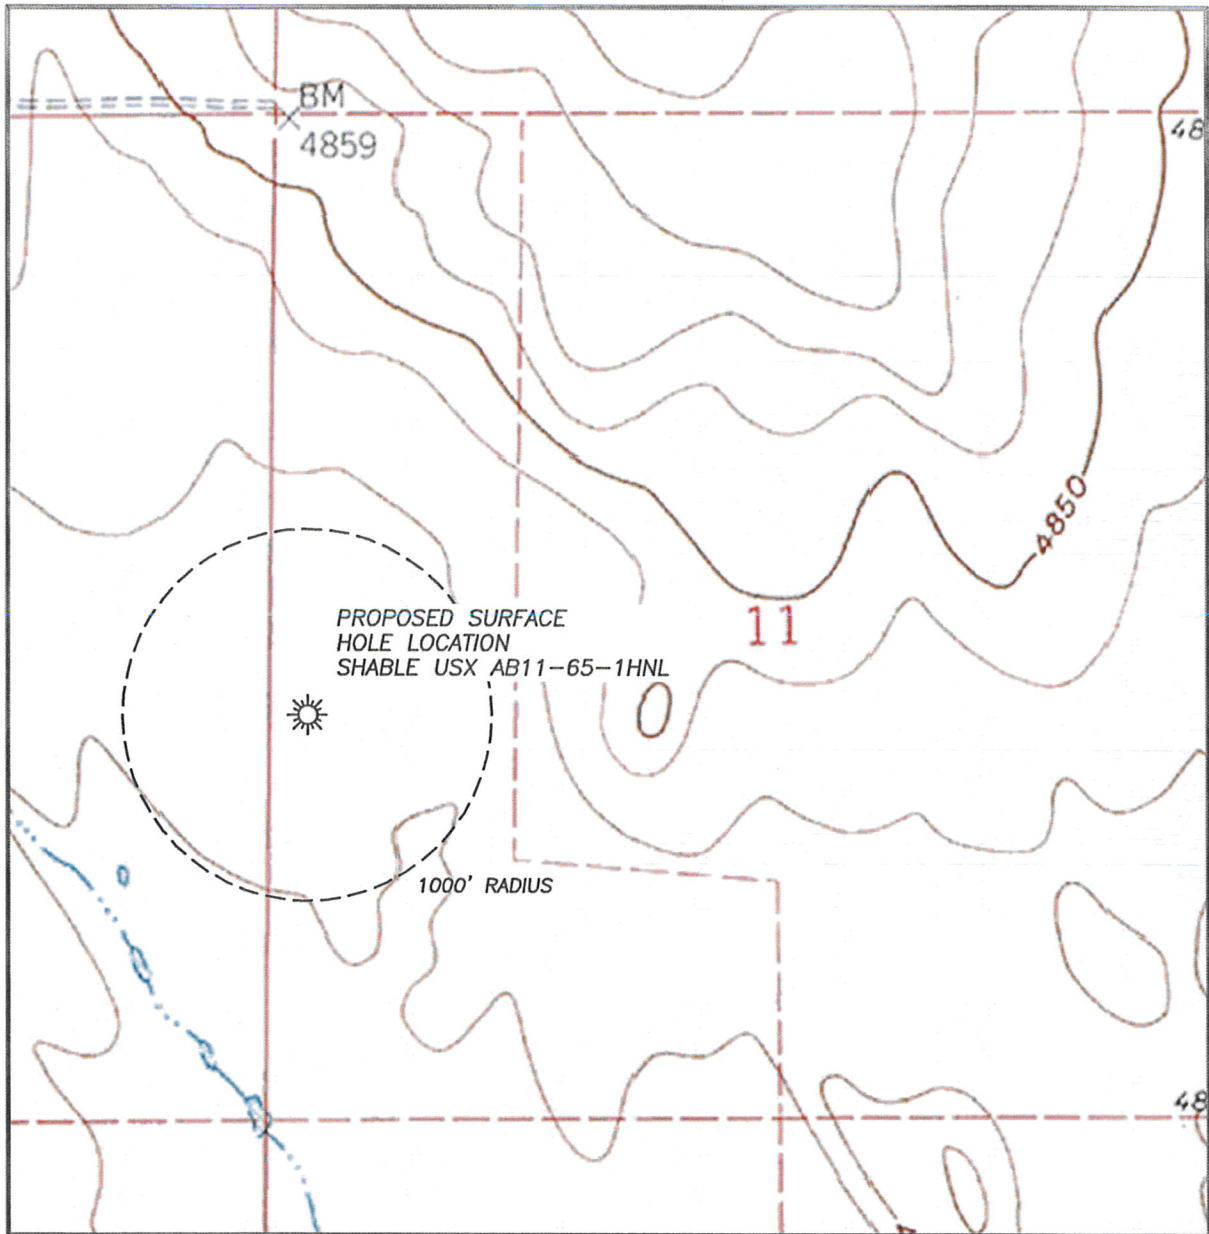 BM
4859
48
4850
PROPOSED SURFACE
HOLE LOCATION
SHABLE USX AB11-65-1HNL
11
1000' RADIUS
48